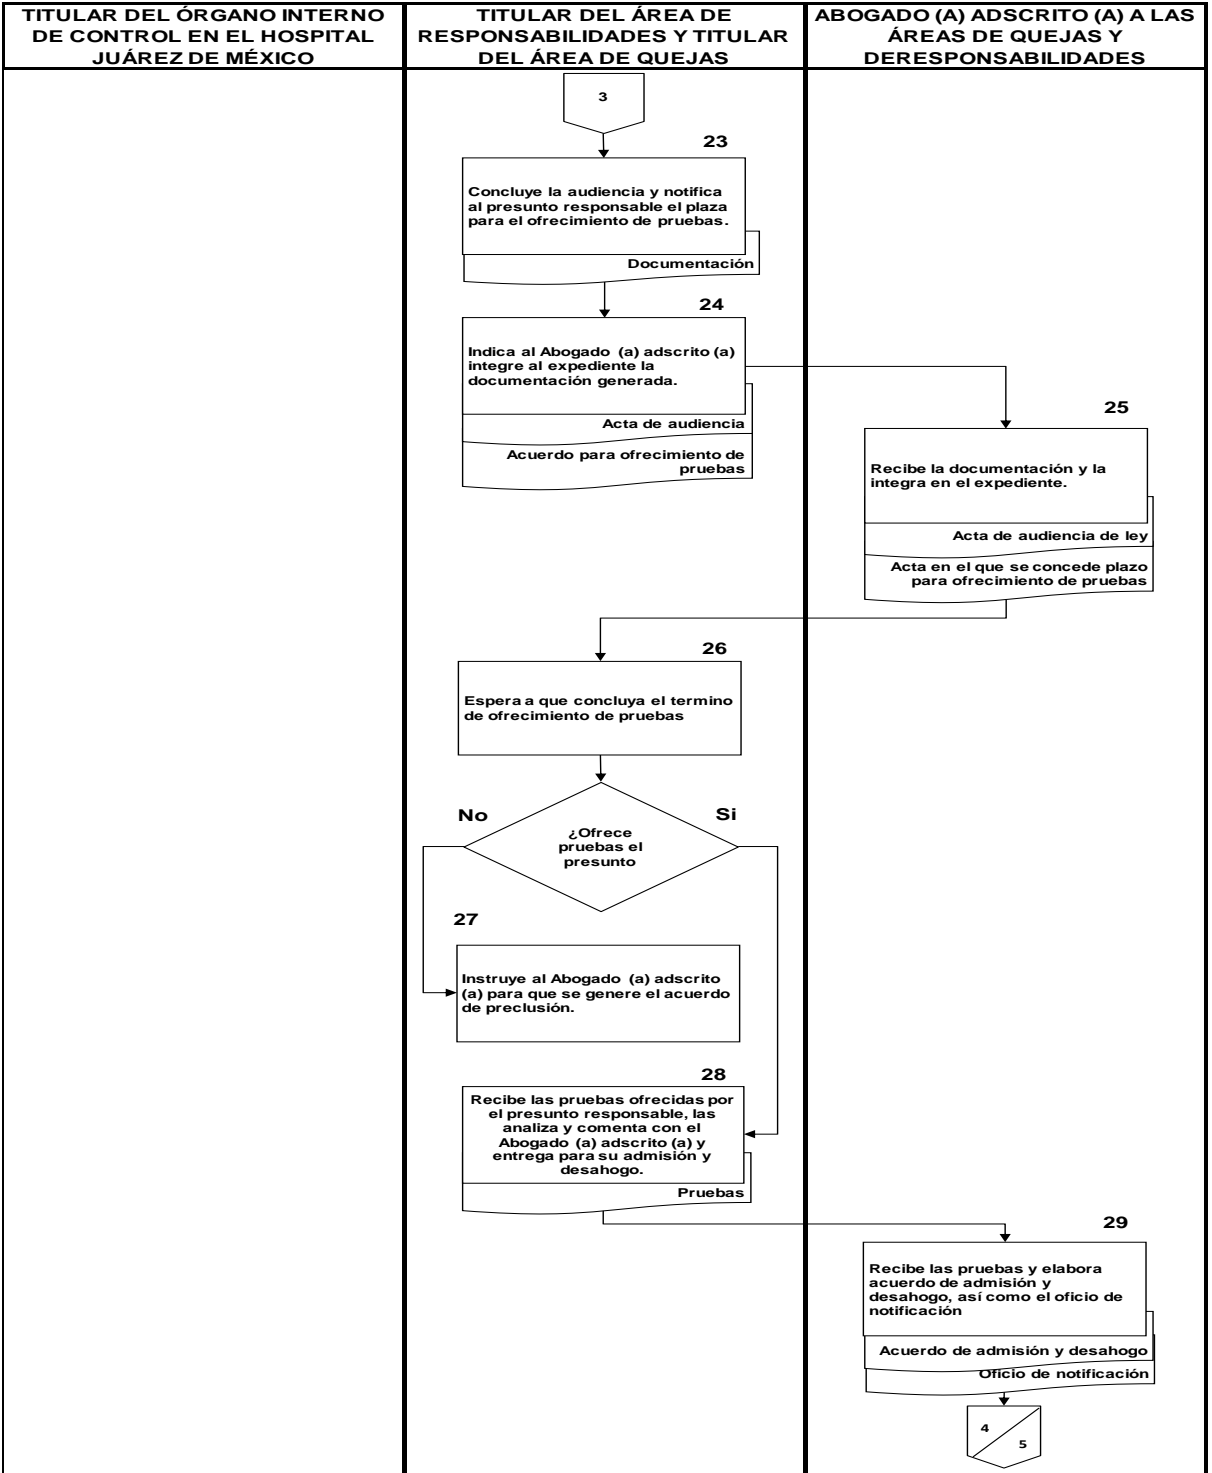 TITULAR DEL ÓRGANO INTERNO
DE CONTROL EN EL HOSPITAL
JUÁREZ DE MÉXICO
TITULAR DEL ÁREA DE
RESPONSABILIDADES Y TITULAR
DEL ÁREA DE QUEJAS
ABOGADO (A) ADSCRITO (A) A LAS
ÁREAS DE QUEJAS Y
DERESPONSABILIDADES
3
23
Concluye la audiencia y notifica
al presunto responsable el plaza
para el ofrecimiento de pruebas.
Documentación
24
Indica al Abogado (a) adscrito (a)
integre al expediente la
documentación generada.
Acta de audiencia
Acuerdo para ofrecimiento de
pruebas
25
Recibe la documentación y la
integra en el expediente.
Acta de audiencia de ley
Acta en el que se concede plazo
para ofrecimiento de pruebas
26
Espera a que concluya el termino
de ofrecimiento de pruebas
No
Si
¿Ofrece
pruebas el
presunto
27
Instruye al Abogado (a) adscrito
(a) para que se genere el acuerdo
de preclusión.
28
Recibe las pruebas ofrecidas por
el presunto responsable, las
analiza y comenta con el
Abogado (a) adscrito (a) y
entrega para su admisión y
desahogo.
Pruebas
29
Recibe las pruebas y elabora
acuerdo de admisión y
desahogo, así como el oficio de
notificación
Acuerdo de admisión y desahogo
Oficio de notificación
4
5